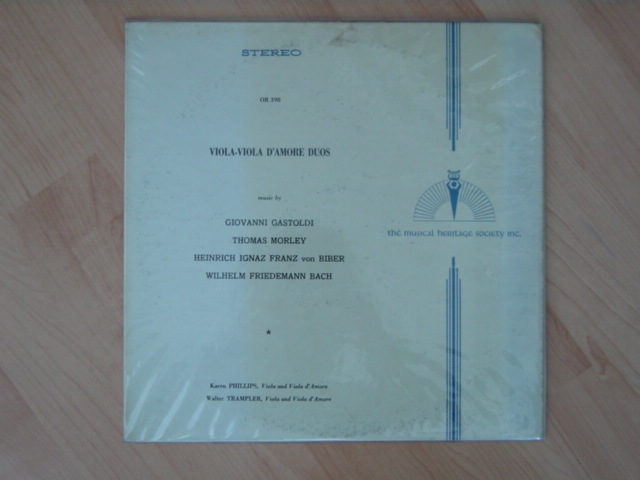 STEREO
OR 398
VIOLA-VIOLA D'AMORE DUOS
music by
GIOVANNI GASTOLDI
THOMAS MORLEY
HEINRICH IGNAZ FRANZ von BIBER
WILHELM FRIEDEMANN BACH
*
Karen PHILLIPS, Viola and Viola d'Amore
Walter TRAMPLER, Viola and Viola d'Amore
the musical heritage society inc.